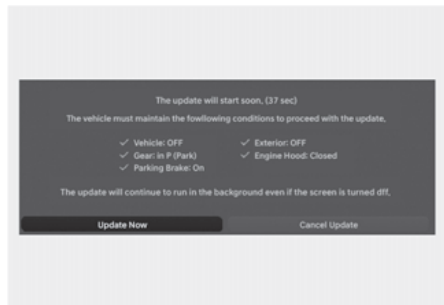 The update will start soon, (37 sec)
The vehicle must maintain the fowllowing conditions to proceed with the update,
✓ Vehicle: OFF ✓ Exterior: OFF
✓ Gear: in P (Park) ✓ Engine Hood: Closed
✓ Parking Brake: On
The update will continue to run in the background even if the screen is turned dff,
Update Now Cancel Update